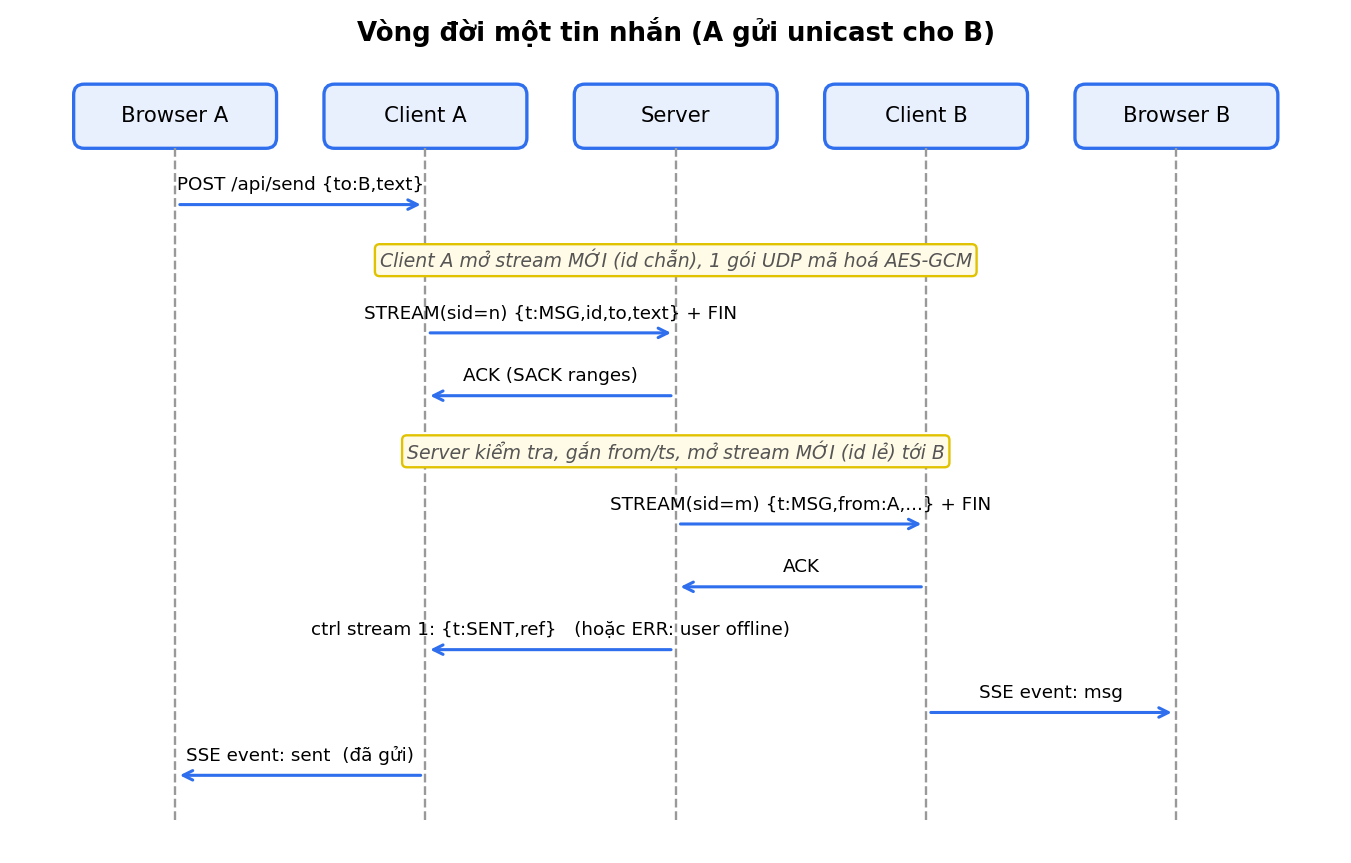 Vòng đời một tin nhắn (A gửi unicast cho B)
Browser A
Client A
Server
Client B
Browser B
POST /api/send {to:B,text}
Client A mở stream MỚI (id chẵn), 1 gói UDP mã hoá AES-GCM
STREAM(sid=n) {t:MSG,id,to,text} + FIN
ACK (SACK ranges)
Server kiểm tra, gắn from/ts, mở stream MỚI (id lẻ) tới B
STREAM(sid=m) {t:MSG,from:A,...} + FIN
ACK
ctrl stream 1: {t:SENT,ref} (hoặc ERR: user offline)
SSE event: msg
SSE event: sent (đã gửi)